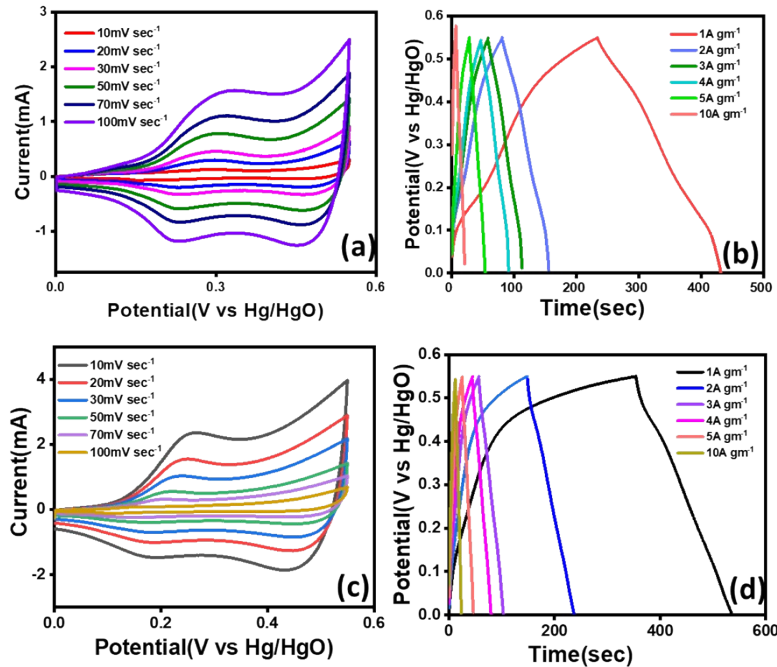 3
2
1
0
-1
Current(mA)
10mV sec⁻¹
20mV sec⁻¹
30mV sec⁻¹
50mV sec⁻¹
70mV sec⁻¹
100mV sec⁻¹
(a)
0.0 0.3 0.6
Potential(V vs Hg/HgO)
0.6
0.5
0.4
0.3
0.2
0.1
0.0
Potential(V vs Hg/HgO)
1A gm⁻¹
2A gm⁻¹
3A gm⁻¹
4A gm⁻¹
5A gm⁻¹
10A gm⁻¹
(b)
0 100 200 300 400 500
Time(sec)
4
2
0
-2
Current(mA)
10mV sec⁻¹
20mV sec⁻¹
30mV sec⁻¹
50mV sec⁻¹
70mV sec⁻¹
100mV sec⁻¹
(c)
0.0 0.2 0.4 0.6
Potential(V vs Hg/HgO)
0.6
0.5
0.4
0.3
0.2
0.1
0.0
Potential(V vs Hg/HgO)
1A gm⁻¹
2A gm⁻¹
3A gm⁻¹
4A gm⁻¹
5A gm⁻¹
10A gm⁻¹
(d)
0 200 400 600
Time(sec)